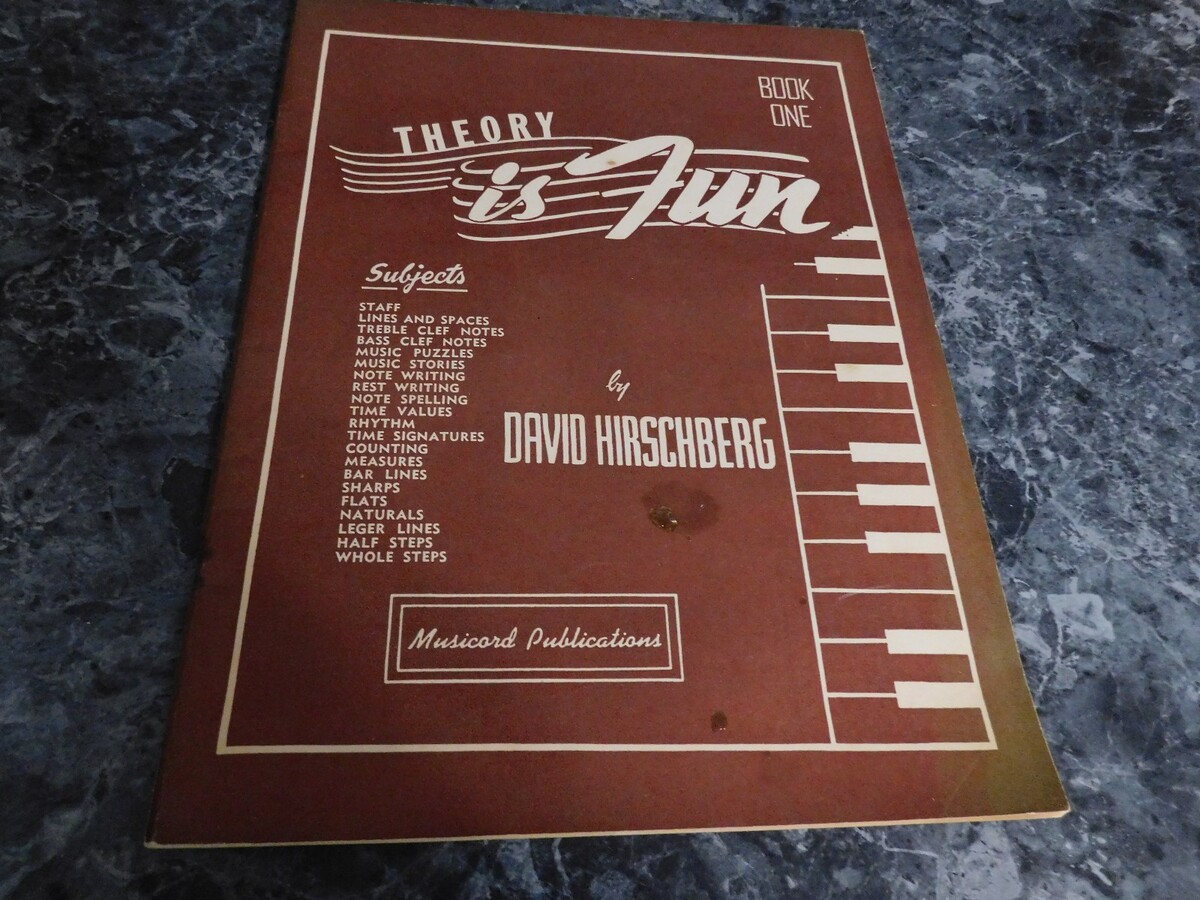 BOOK
ONE
THEORY
is Fun
Subjects
STAFF
LINES AND SPACES
TREBLE CLEF NOTES
BASS CLEF NOTES
MUSIC PUZZLES
MUSIC STORIES
NOTE WRITING
REST WRITING
NOTE SPELLING
TIME VALUES
RHYTHM
TIME SIGNATURES
COUNTING
MEASURES
BAR LINES
SHARPS
FLATS
NATURALS
LEGER LINES
HALF STEPS
WHOLE STEPS
by
DAVID HIRSCHBERG
Musicord Publications